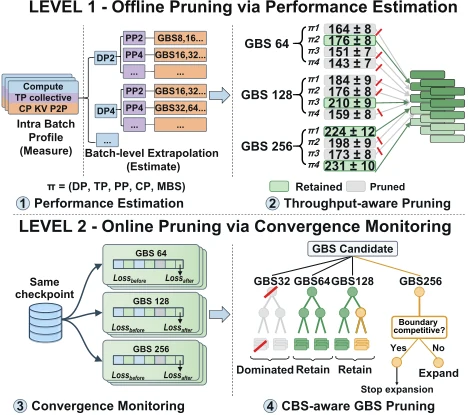 LEVEL 1 - Offline Pruning via Performance Estimation
Compute
TP collective
CP KV P2P
Intra Batch
Profile
(Measure)
DP2
PP2
GBS8,16...
PP4
GBS16,32...
...
...
DP4
PP2
GBS16,32...
PP4
GBS32,64...
...
...
...
Batch-level Extrapolation
(Estimate)
π = (DP, TP, PP, CP, MBS)
1 Performance Estimation
GBS 64
π1 164 ± 8
π2 176 ± 8
π3 151 ± 7
π4 143 ± 7
GBS 128
π1 184 ± 9
π2 176 ± 8
π3 210 ± 9
π4 159 ± 8
GBS 256
π1 224 ± 12
π2 198 ± 9
π3 173 ± 8
π4 231 ± 10
Retained
Pruned
2 Throughput-aware Pruning
LEVEL 2 - Online Pruning via Convergence Monitoring
Same
checkpoint
GBS 64
Lossbefore Lossafter
GBS 128
Lossbefore Lossafter
GBS 256
Lossbefore Lossafter
3 Convergence Monitoring
GBS Candidate
GBS32 GBS64 GBS128 GBS256
Boundary
competitive?
Yes No
Dominated Retain Retain
Expand
Stop expansion
4 CBS-aware GBS Pruning